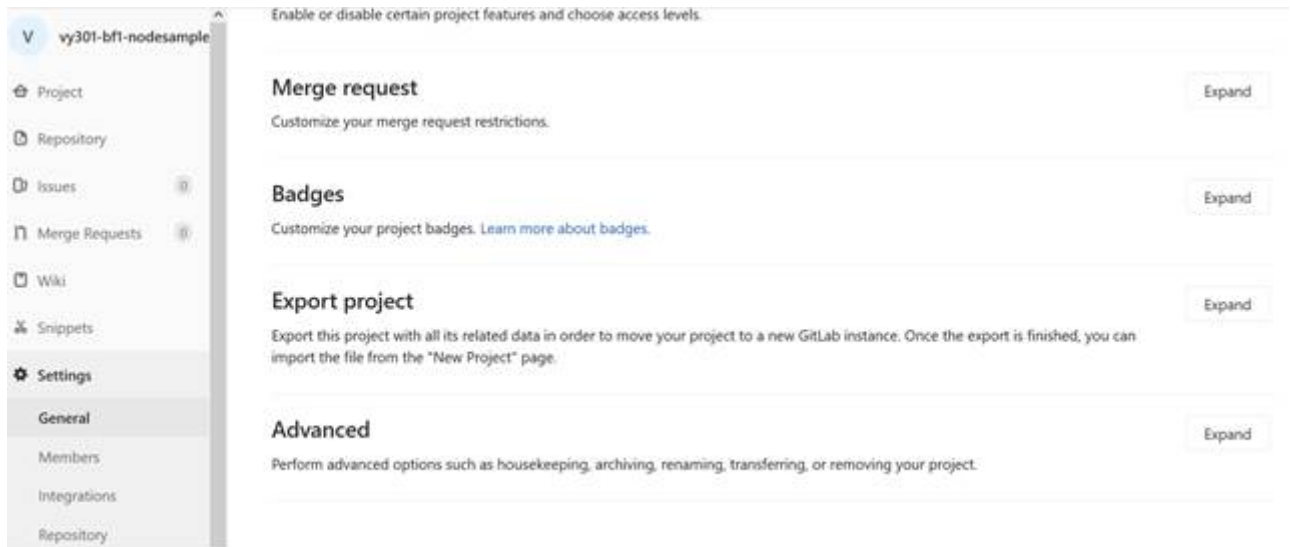 V vy301-bf1-nodesample
Project
Repository
Issues 0
Merge Requests 0
Wiki
Snippets
Settings
General
Members
Integrations
Repository
Enable or disable certain project features and choose access levels.
Merge request
Expand
Customize your merge request restrictions.
Badges
Expand
Customize your project badges. Learn more about badges.
Export project
Expand
Export this project with all its related data in order to move your project to a new GitLab instance. Once the export is finished, you can
import the file from the "New Project" page.
Advanced
Expand
Perform advanced options such as housekeeping, archiving, renaming, transferring, or removing your project.